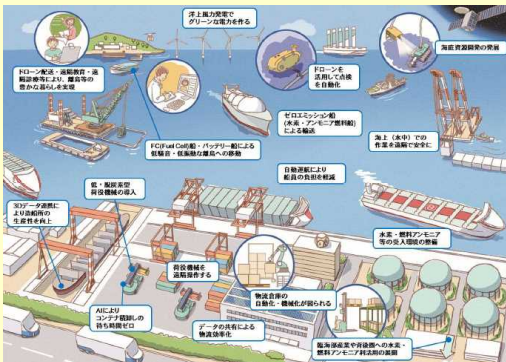 洋上風力発電で
グリーンな電力を作る
海底資源開発の発展
ドローン配送・遠隔教育・遠
隔診療等により、離島等の
豊かな暮らしを実現
ドローンを
活用して点検
を自動化
ゼロエミッション船
(水素・アンモニア燃料船)
による輸送
FC(Fuel Cell)船・バッテリー船による
低騒音・低振動な離島への移動
海上(水中)での
作業を遠隔で安全に
自動運航により
船員の負担を軽減
低・脱炭素型
荷役機械の導入
3Dデータ連携に
より造船所の
生産性を向上
水素・燃料アンモニア
等の受入環境の整備
荷役機械を
遠隔操作する
物流倉庫の
自動化・機械化が図られる
AIにより
コンテナ積卸しの
待ち時間ゼロ
データの共有による
物流効率化
臨海部産業や背後圏への水素・
燃料アンモニア利活用の展開